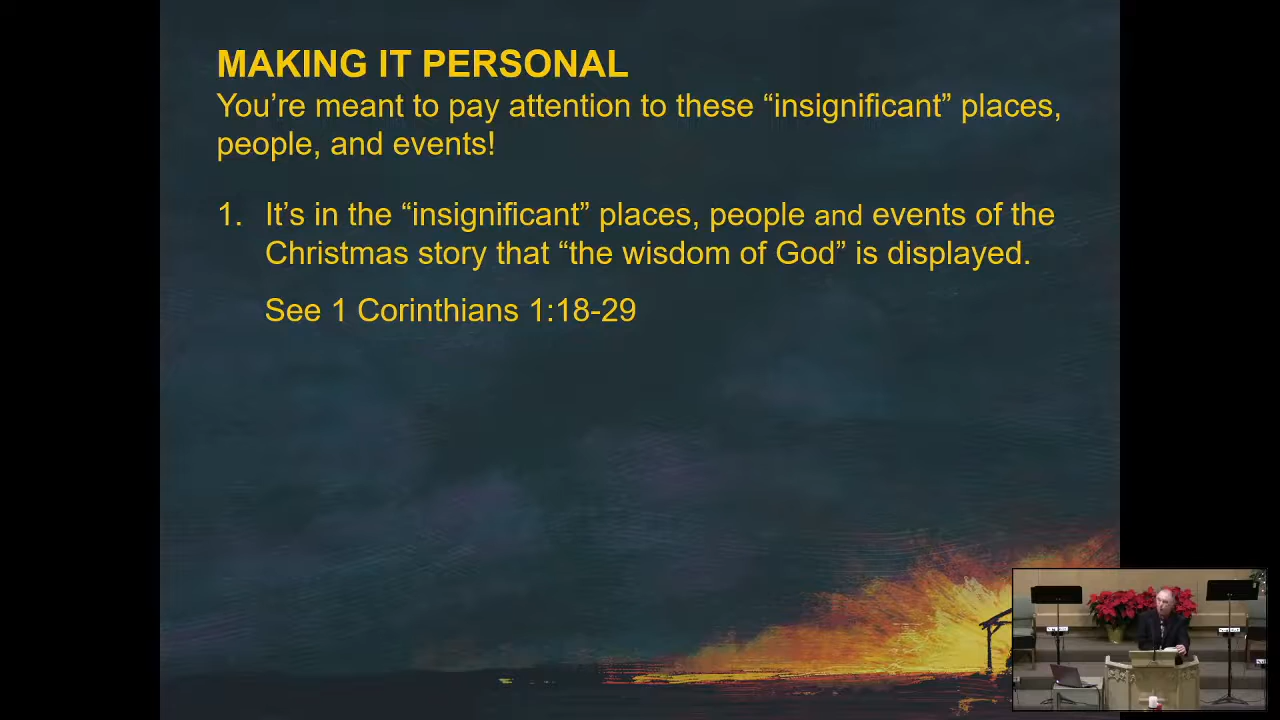 MAKING IT PERSONAL
You’re meant to pay attention to these “insignificant” places,
people, and events!
1. It’s in the “insignificant” places, people and events of the
Christmas story that “the wisdom of God” is displayed.
See 1 Corinthians 1:18-29